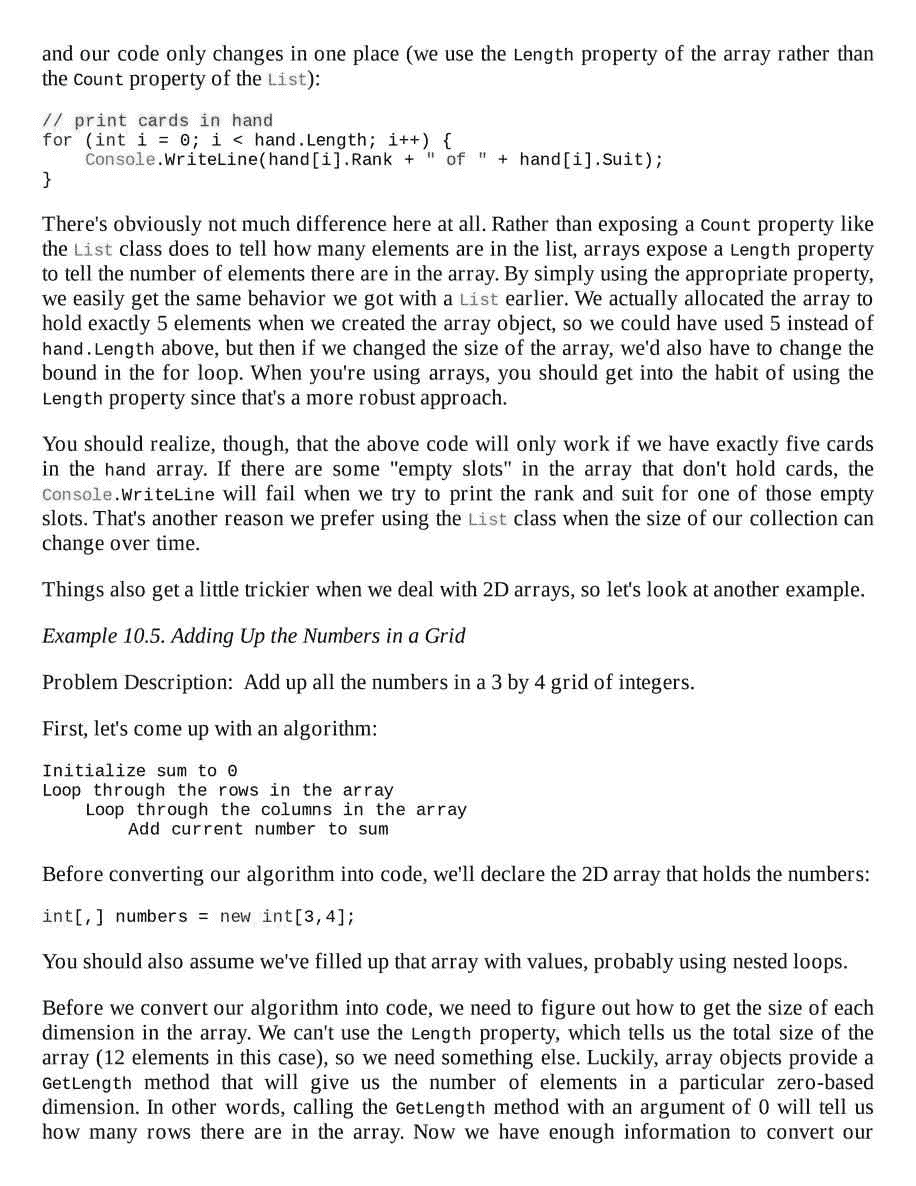 and our code only changes in one place (we use the Length property of the array rather than
the Count property of the List):
// print cards in hand
for (int i = 0; i < hand.Length; i++) {
    Console.WriteLine(hand[i].Rank + " of " + hand[i].Suit);
}
There's obviously not much difference here at all. Rather than exposing a Count property like
the List class does to tell how many elements are in the list, arrays expose a Length property
to tell the number of elements there are in the array. By simply using the appropriate property,
we easily get the same behavior we got with a List earlier. We actually allocated the array to
hold exactly 5 elements when we created the array object, so we could have used 5 instead of
hand.Length above, but then if we changed the size of the array, we'd also have to change the
bound in the for loop. When you're using arrays, you should get into the habit of using the
Length property since that's a more robust approach.
You should realize, though, that the above code will only work if we have exactly five cards
in the hand array. If there are some "empty slots" in the array that don't hold cards, the
Console.WriteLine will fail when we try to print the rank and suit for one of those empty
slots. That's another reason we prefer using the List class when the size of our collection can
change over time.
Things also get a little trickier when we deal with 2D arrays, so let's look at another example.
Example 10.5. Adding Up the Numbers in a Grid
Problem Description:  Add up all the numbers in a 3 by 4 grid of integers.
First, let's come up with an algorithm:
Initialize sum to 0
Loop through the rows in the array
    Loop through the columns in the array
        Add current number to sum
Before converting our algorithm into code, we'll declare the 2D array that holds the numbers:
int[,] numbers = new int[3,4];
You should also assume we've filled up that array with values, probably using nested loops.
Before we convert our algorithm into code, we need to figure out how to get the size of each
dimension in the array. We can't use the Length property, which tells us the total size of the
array (12 elements in this case), so we need something else. Luckily, array objects provide a
GetLength method that will give us the number of elements in a particular zero-based
dimension. In other words, calling the GetLength method with an argument of 0 will tell us
how many rows there are in the array. Now we have enough information to convert our